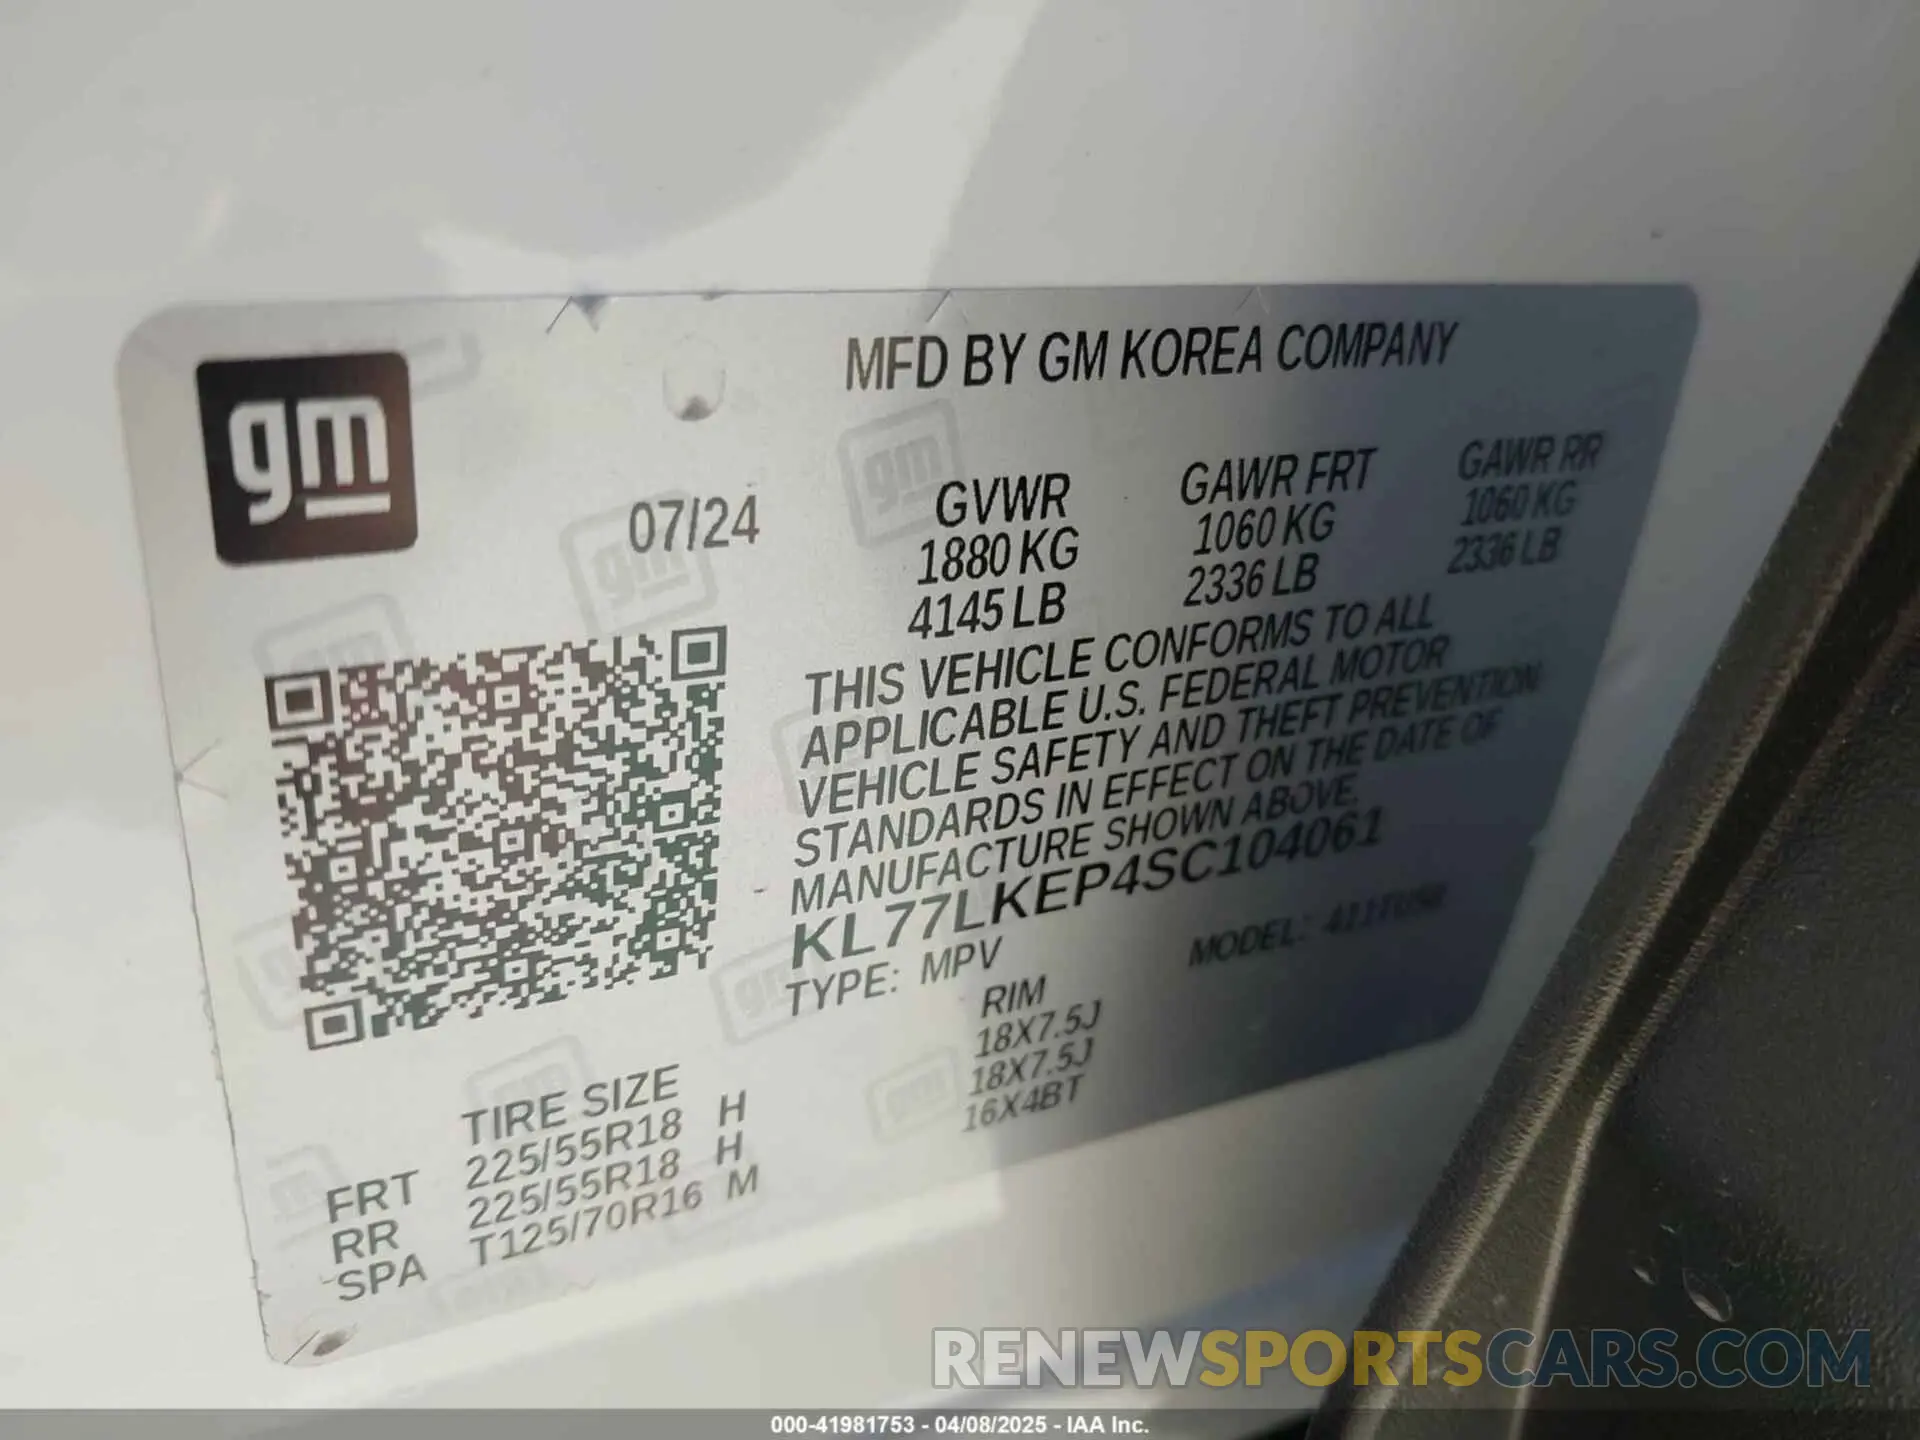 gm
MFD BY GM KOREA COMPANY
07/24
GVWR GAWR FRT GAWR RR
1880 KG 1060 KG 1060 KG
4145 LB 2336 LB 2336 LB
THIS VEHICLE CONFORMS TO ALL
APPLICABLE U.S. FEDERAL MOTOR
VEHICLE SAFETY AND THEFT PREVENTION
STANDARDS IN EFFECT ON THE DATE OF
MANUFACTURE SHOWN ABOVE.
KL77LKEP4SC104061
TYPE: MPV MODEL:
TIRE SIZE RIM
FRT 225/55R18 H 18X7.5J
RR 225/55R18 H 18X7.5J
SPA T125/70R16 M 16X4BT
RENEWSPORTSCARS.COM
000-41981753 - 04/08/2025 - IAA Inc.